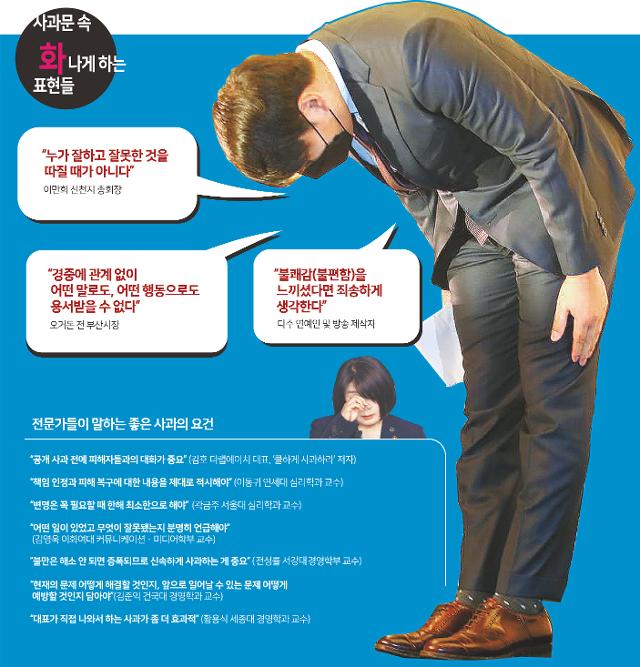 사과문 속
화 나게 하는
표현들
“누가 잘하고 잘못한 것을
따질 때가 아니다”
이만희 신천지 총회장
“경중에 관계 없이
어떤 말로도, 어떤 행동으로도
용서받을 수 없다”
오거돈 전 부산시장
“불쾌감(불편함)을
느끼셨다면 죄송하게
생각한다”
다수 연예인 및 방송 제작자
전문가들이 말하는 좋은 사과의 요건
“공개 사과 전에 피해자들과의 대화가 중요” (김호 더랩에이치 대표, ‘쿨하게 사과하라’ 저자)
“책임 인정과 피해 복구에 대한 내용을 제대로 적시해야” (이동귀 연세대 심리학과 교수)
“변명은 꼭 필요할 때 한해 최소한으로 해야” (곽금주 서울대 심리학과 교수)
“어떤 일이 있었고 무엇이 잘못됐는지 분명히 언급해야”
(김영욱 이화여대 커뮤니케이션·미디어학부 교수)
“불만은 해소 안 되면 증폭되므로 신속하게 사과하는 게 중요” (전성률 서강대 경영학부 교수)
“현재의 문제 어떻게 해결할 것인지, 앞으로 일어날 수 있는 문제 어떻게
예방할 것인지 담아야” (김준익 건국대 경영학과 교수)
“대표가 직접 나와서 하는 사과가 좀 더 효과적” (황용식 세종대 경영학과 교수)